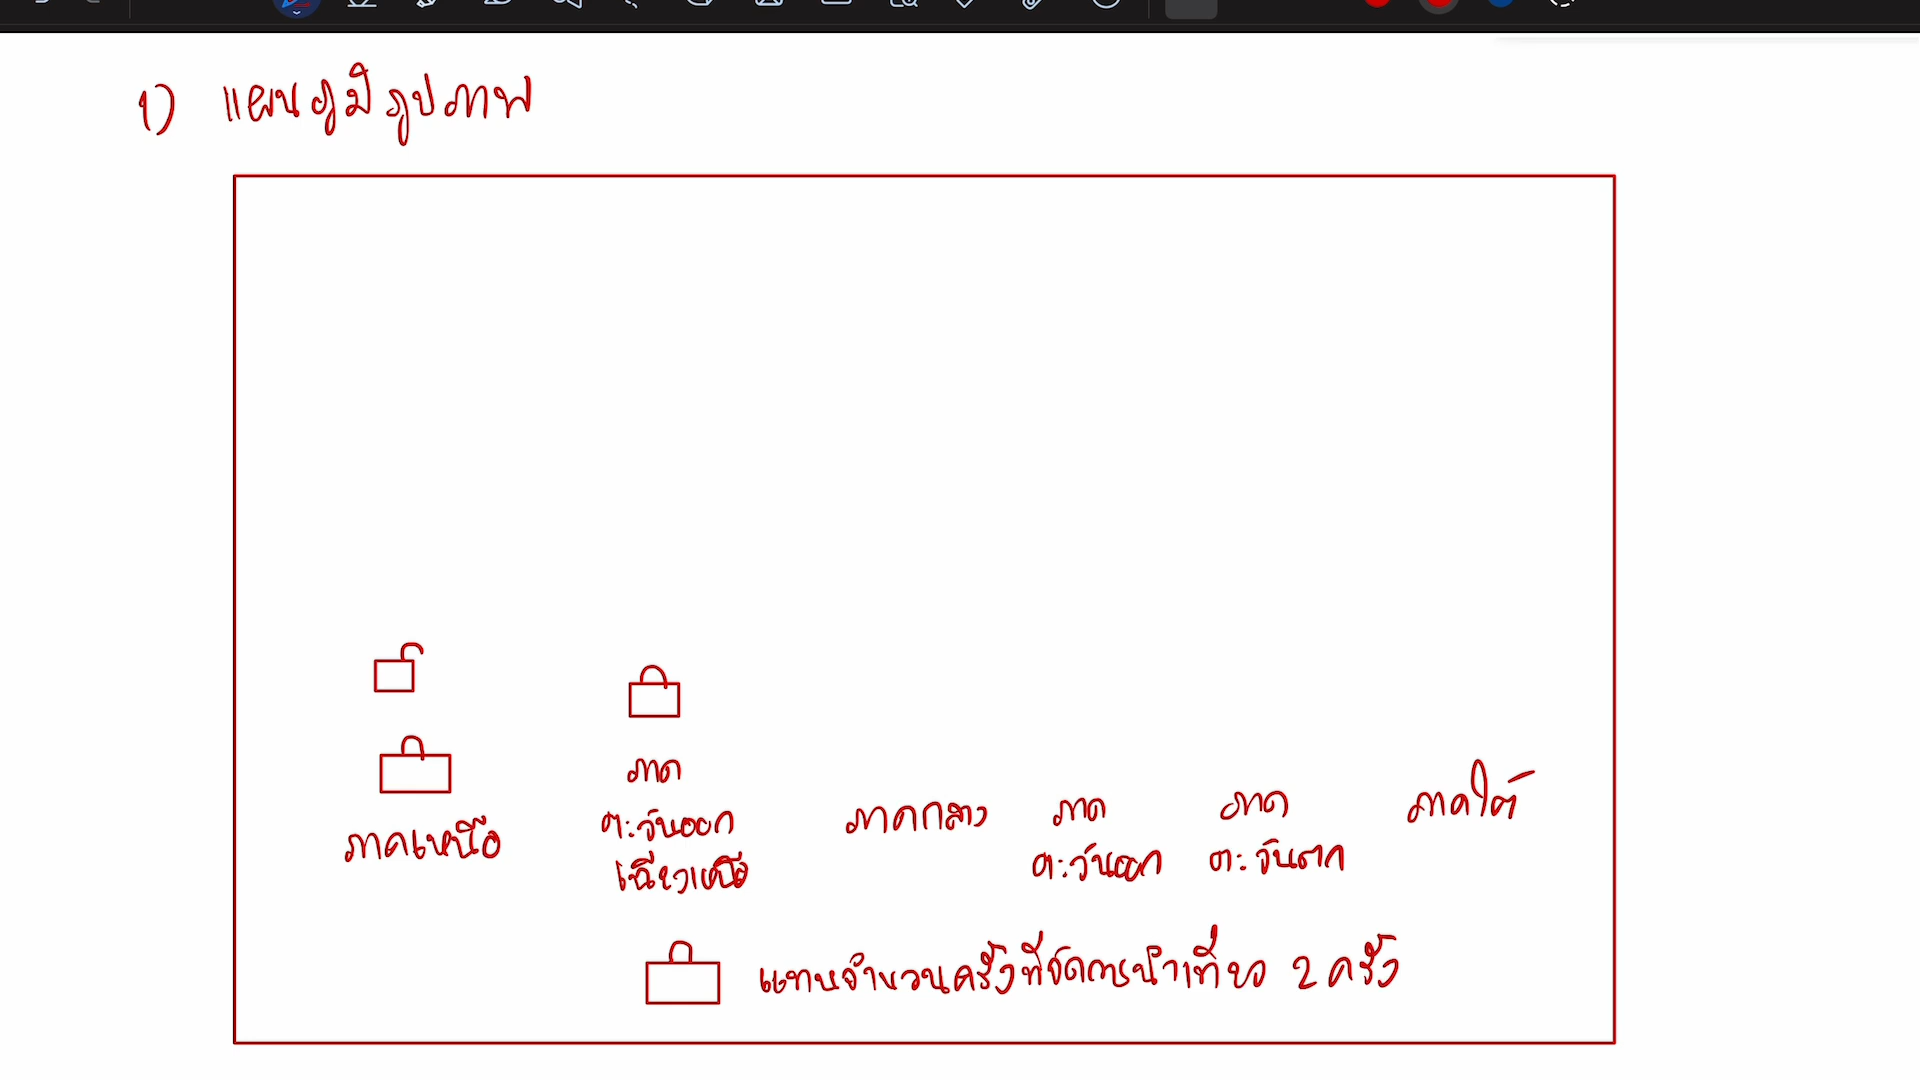 1) แผนภูมิรูปภาพ
ภาคเหนือ
ภาค
ตะวันออก
เฉียงเหนือ
ภาคกลาง
ภาค
ตะวันออก
ภาค
ตะวันตก
ภาคใต้
แทนจำนวนครั้งที่จัดการนำเที่ยว 2 ครั้ง